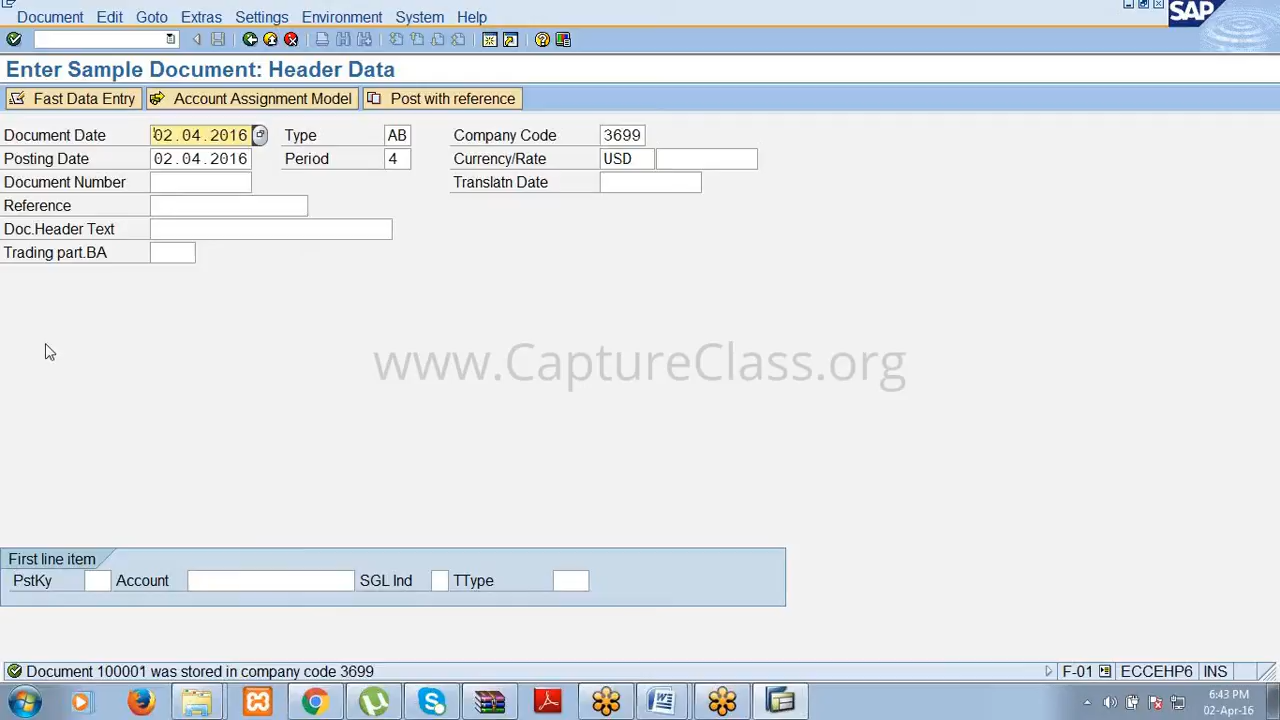 Document Edit Goto Extras Settings Environment System Help
SAP
Enter Sample Document: Header Data
Fast Data Entry Account Assignment Model Post with reference
Document Date 02.04.2016 Type AB Company Code 3699
Posting Date 02.04.2016 Period 4 Currency/Rate USD
Document Number Translatn Date
Reference
Doc.Header Text
Trading part.BA
www.CaptureClass.org
First line item
PstKy Account SGL Ind TType
Document 100001 was stored in company code 3699 F-01 ECCEHP6 INS
6:43 PM
02-Apr-16